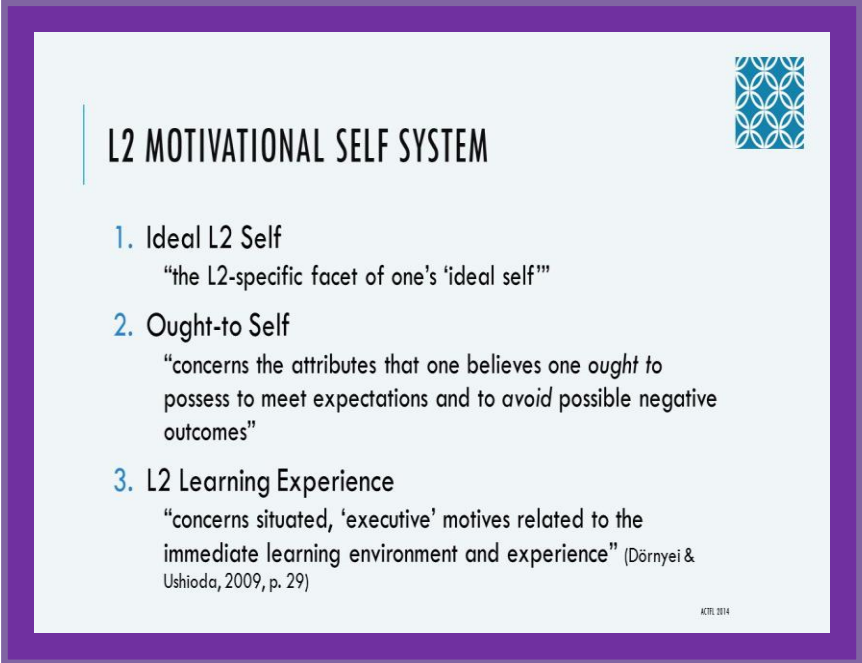 L2 MOTIVATIONAL SELF SYSTEM
1. Ideal L2 Self
“the L2-specific facet of one’s ‘ideal self’”
2. Ought-to Self
“concerns the attributes that one believes one ought to
possess to meet expectations and to avoid possible negative
outcomes”
3. L2 Learning Experience
“concerns situated, ‘executive’ motives related to the
immediate learning environment and experience” (Dörnyei &
Ushioda, 2009, p. 29)
ACTFL 2014